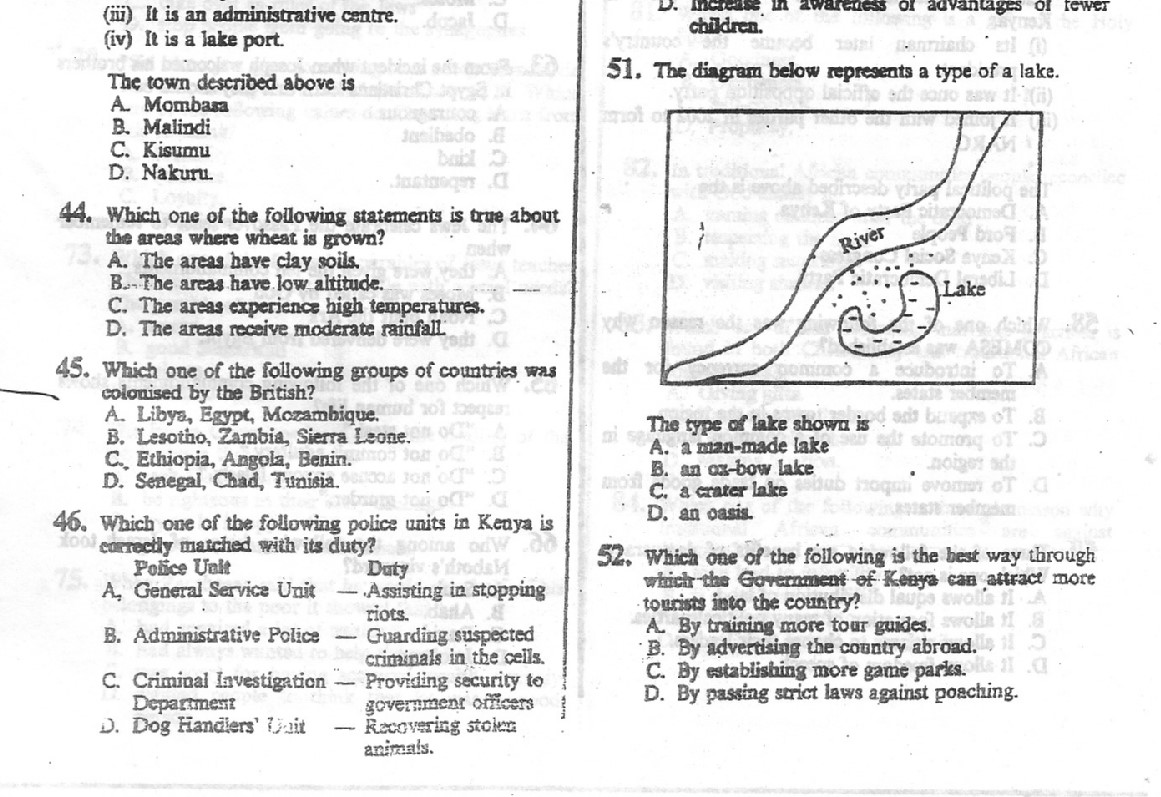 (iii) It is an administrative centre.
(iv) It is a lake port.
The town described above is
A. Mombasa
B. Malindi
C. Kisumu
D. Nakuru.
44. Which one of the following statements is true about
the areas where wheat is grown?
A. The areas have clay soils.
B. The areas have low altitude.
C. The areas experience high temperatures.
D. The areas receive moderate rainfall.
45. Which one of the following groups of countries was
colonised by the British?
A. Libya, Egypt, Mozambique.
B. Lesotho, Zambia, Sierra Leone.
C. Ethiopia, Angola, Benin.
D. Senegal, Chad, Tunisia.
46. Which one of the following police units in Kenya is
correctly matched with its duty?
Police Unit Duty
A. General Service Unit — Assisting in stopping
riots.
B. Administrative Police — Guarding suspected
criminals in the cells.
C. Criminal Investigation — Providing security to
Department government officers
D. Dog Handlers' Unit — Recovering stolen
animals.
D. Increase in awareness of advantages of fewer
children.
51. The diagram below represents a type of a lake.
River
Lake
The type of lake shown is
A. a man-made lake
B. an ox-bow lake
C. a crater lake
D. an oasis.
52. Which one of the following is the best way through
which the Government of Kenya can attract more
tourists into the country?
A. By training more tour guides.
B. By advertising the country abroad.
C. By establishing more game parks.
D. By passing strict laws against poaching.